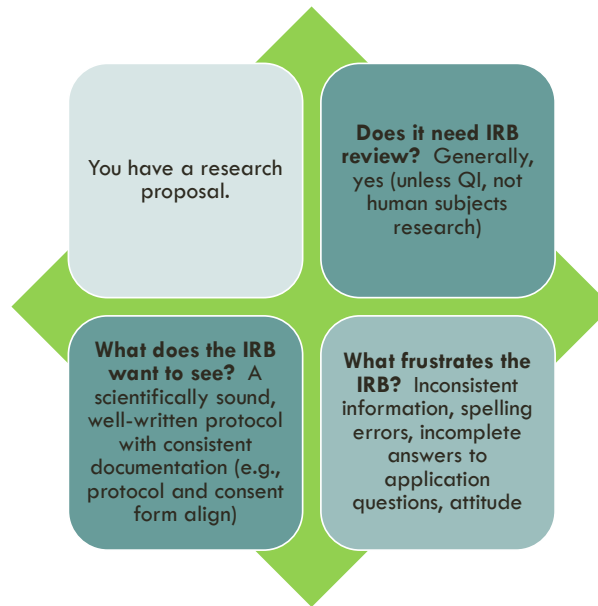 You have a research
proposal.
Does it need IRB
review? Generally,
yes (unless QI, not
human subjects
research)
What does the IRB
want to see? A
scientifically sound,
well-written protocol
with consistent
documentation (e.g.,
protocol and consent
form align)
What frustrates the
IRB? Inconsistent
information, spelling
errors, incomplete
answers to
application
questions, attitude